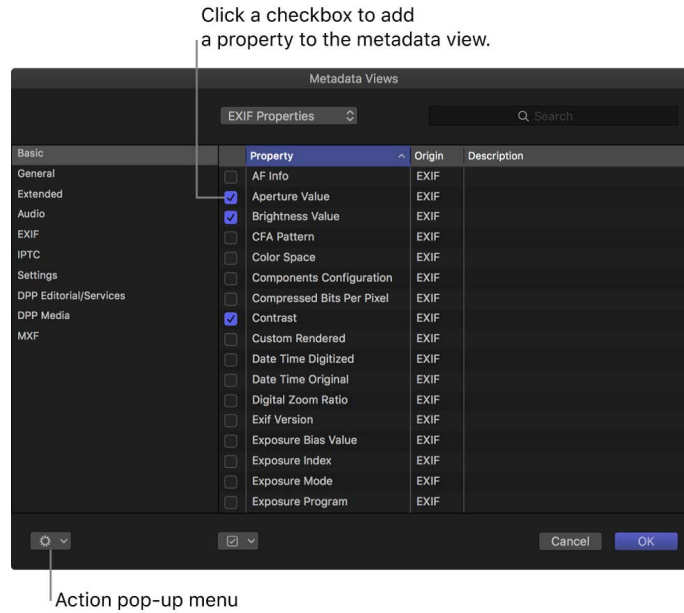 Click a checkbox to add
a property to the metadata view.
Metadata Views
EXIF Properties
Search
Basic
General
Extended
Audio
EXIF
IPTC
Settings
DPP Editorial/Services
DPP Media
MXF
Property Origin Description
AF Info EXIF
Aperture Value EXIF
Brightness Value EXIF
CFA Pattern EXIF
Color Space EXIF
Components Configuration EXIF
Compressed Bits Per Pixel EXIF
Contrast EXIF
Custom Rendered EXIF
Date Time Digitized EXIF
Date Time Original EXIF
Digital Zoom Ratio EXIF
Exif Version EXIF
Exposure Bias Value EXIF
Exposure Index EXIF
Exposure Mode EXIF
Exposure Program EXIF
Cancel OK
Action pop-up menu